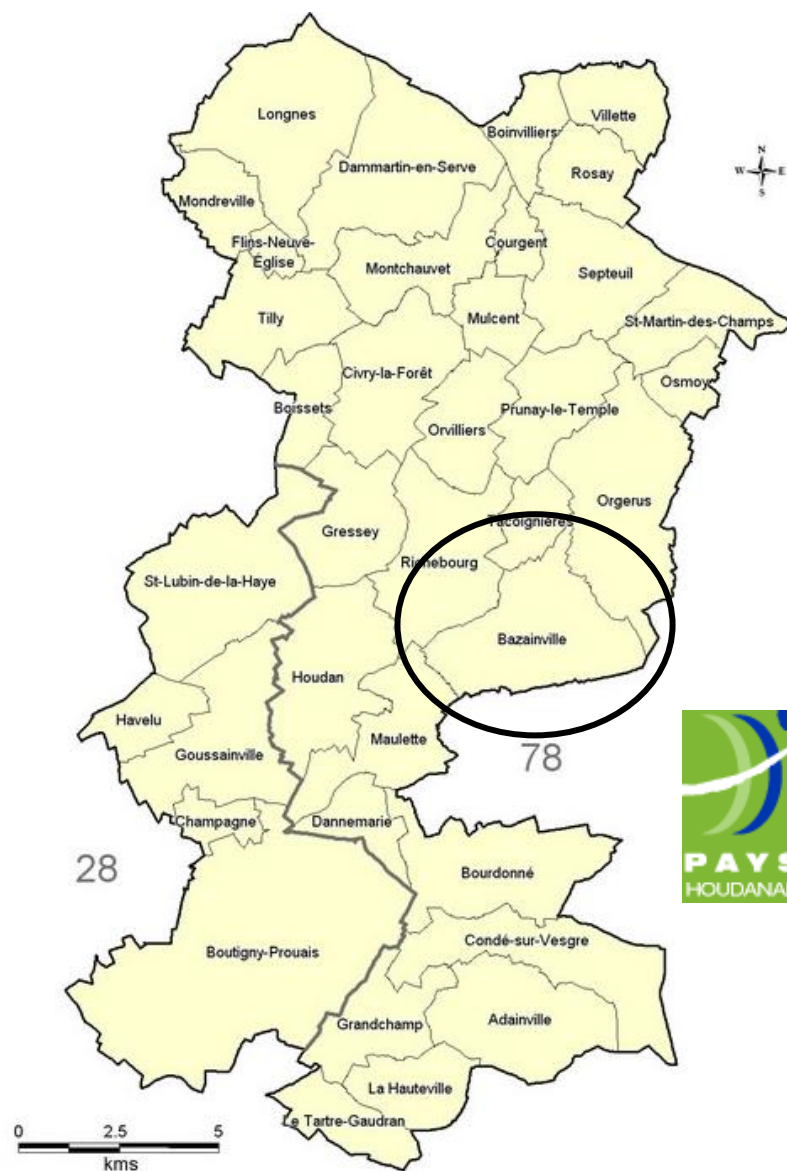 Longnes
Villette
Boinvilliers
Dammartin-en-Serve
Rosay
N
W E
S
Mondreville
Flins-Neuve-
Église
Courgent
Montchauvet
Septeuil
Tilly
Mulcent
St-Martin-des-Champs
Civry-la-Forêt
Osmoy
Boissets
Prunay-le-Temple
Orvilliers
Orgerus
Tacoignières
Gressey
Richebourg
St-Lubin-de-la-Haye
Bazainville
Houdan
Havelu
Maulette
Goussainville
78
Champagne
Dannemarie
28
Bourdonné
PAYS
Condé-sur-Vesgre
Boutigny-Prouais
Grandchamp
Adainville
La Hauteville
Le Tartre-Gaudran
0 2.5 5
kms